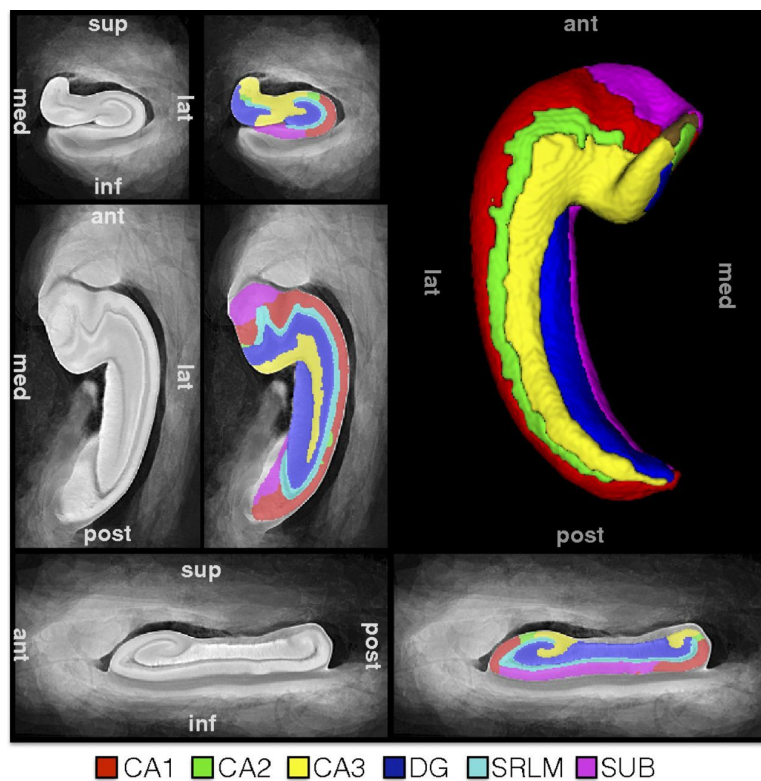 sup
med
lat
inf
ant
ant
med
lat
lat
med
post
post
sup
ant
post
inf
CA1 CA2 CA3 DG SRLM SUB